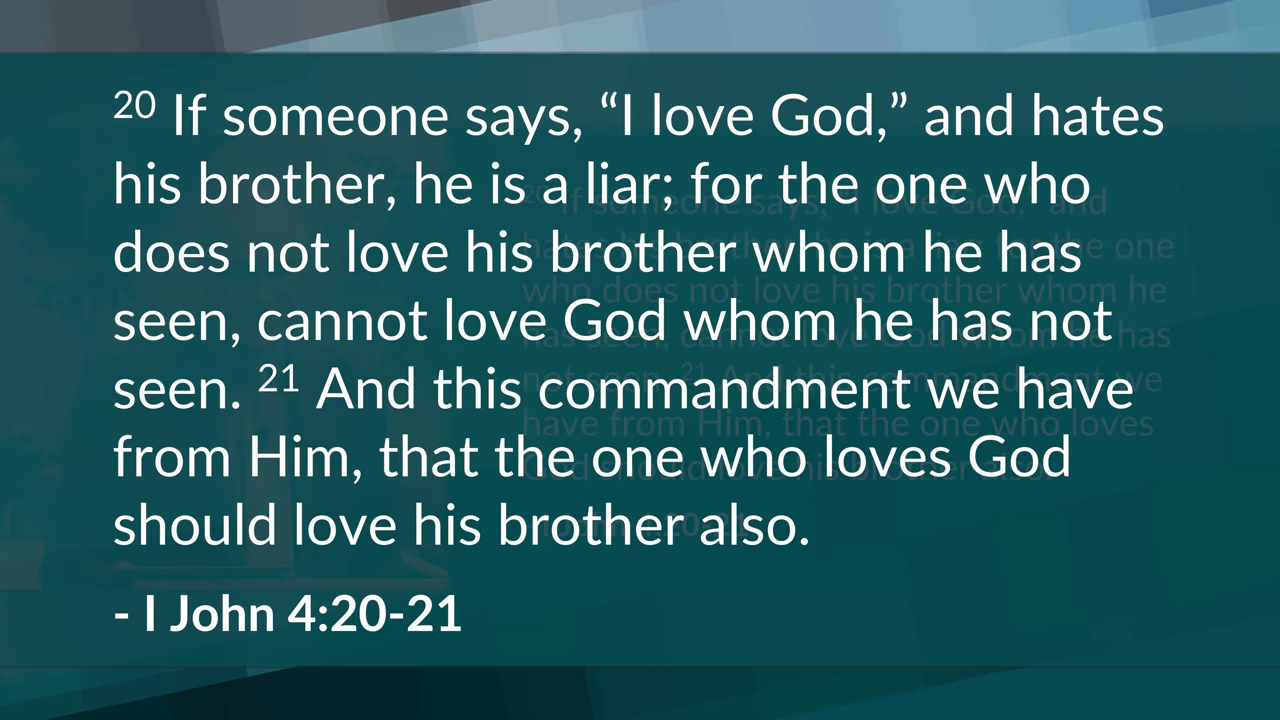 20 If someone says, “I love God,” and hates
his brother, he is a liar; for the one who
does not love his brother whom he has
seen, cannot love God whom he has not
seen. 21 And this commandment we have
from Him, that the one who loves God
should love his brother also.
- I John 4:20-21